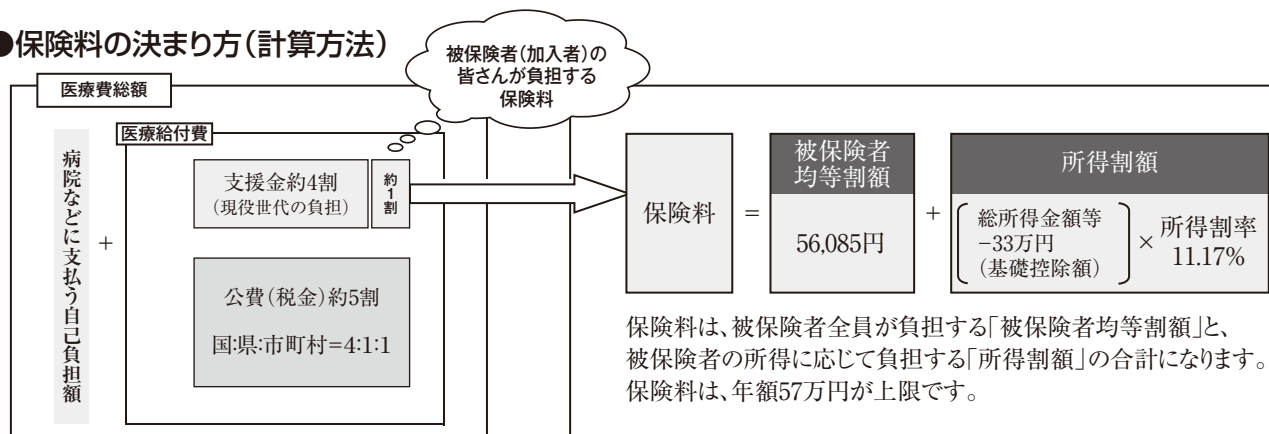 ●保険料の決まり方（計算方法）
被保険者（加入者）の
皆さんが負担する
保険料
医療費総額
病院などに支払う自己負担額
+
医療給付費
支援金約4割
（現役世代の負担）
約1割
公費（税金）約5割
国:県:市町村=4:1:1
保険料
=
被保険者
均等割額
56,085円
+
所得割額
総所得金額等
−33万円
（基礎控除額）
×
所得割率
11.17%
保険料は、被保険者全員が負担する「被保険者均等割額」と、
被保険者の所得に応じて負担する「所得割額」の合計になります。
保険料は、年額57万円が上限です。